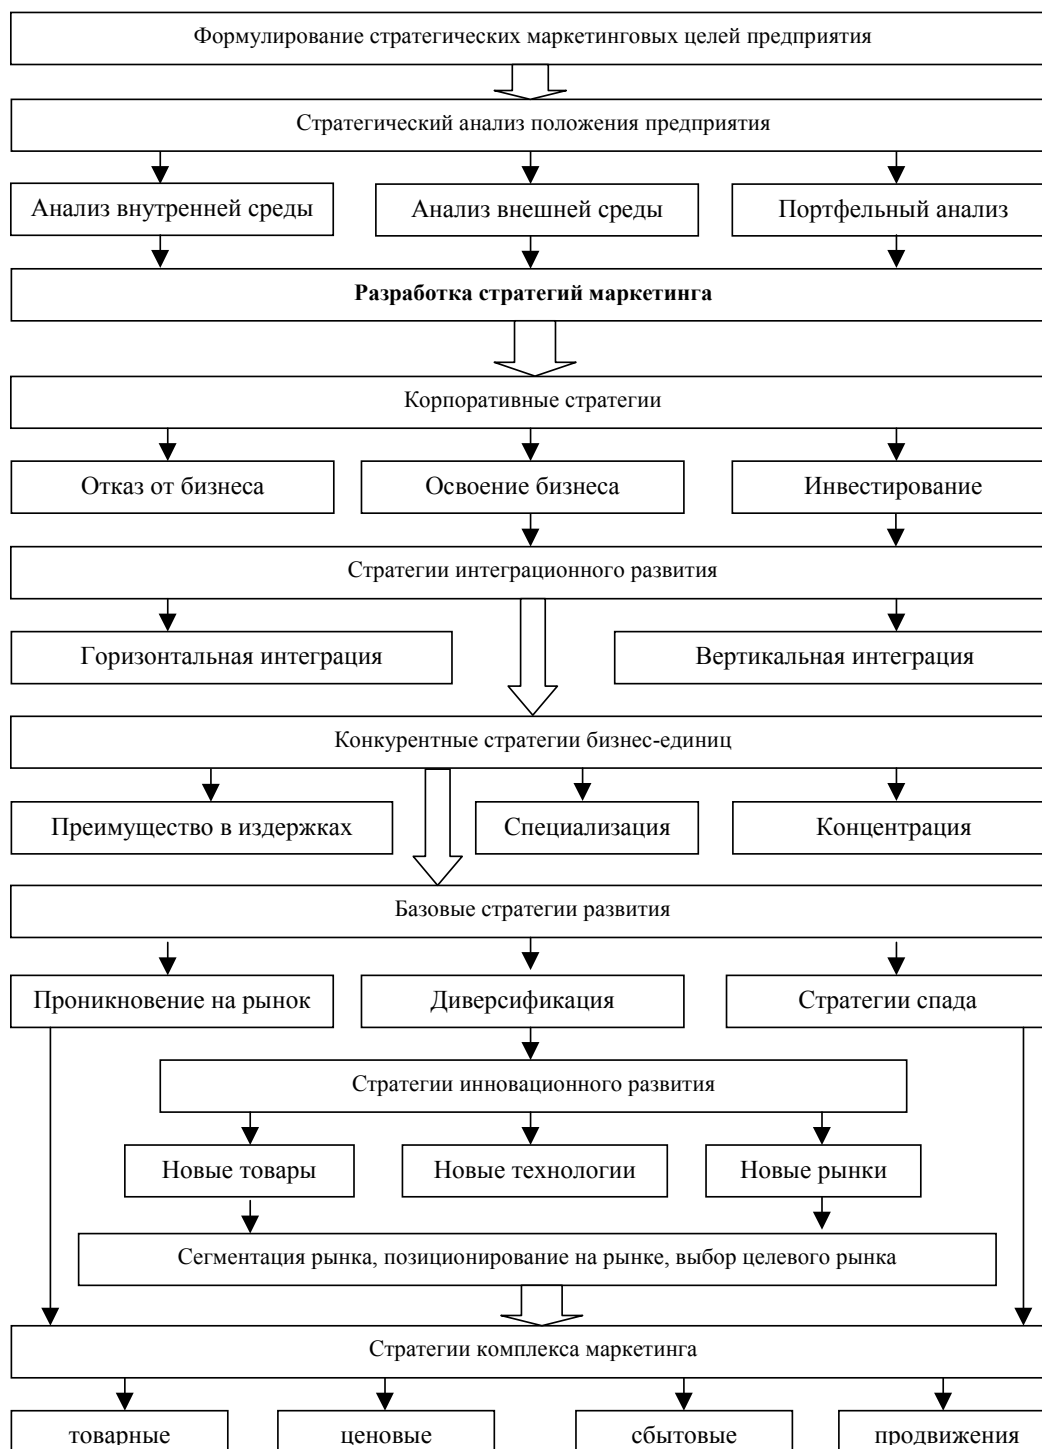 Формулирование стратегических маркетинговых целей предприятия
Стратегический анализ положения предприятия
Анализ внутренней среды
Анализ внешней среды
Портфельный анализ
Разработка стратегий маркетинга
Корпоративные стратегии
Отказ от бизнеса
Освоение бизнеса
Инвестирование
Стратегии интеграционного развития
Горизонтальная интеграция
Вертикальная интеграция
Конкурентные стратегии бизнес-единиц
Преимущество в издержках
Специализация
Концентрация
Базовые стратегии развития
Проникновение на рынок
Диверсификация
Стратегии спада
Стратегии инновационного развития
Новые товары
Новые технологии
Новые рынки
Сегментация рынка, позиционирование на рынке, выбор целевого рынка
Стратегии комплекса маркетинга
товарные
ценовые
сбытовые
продвижения